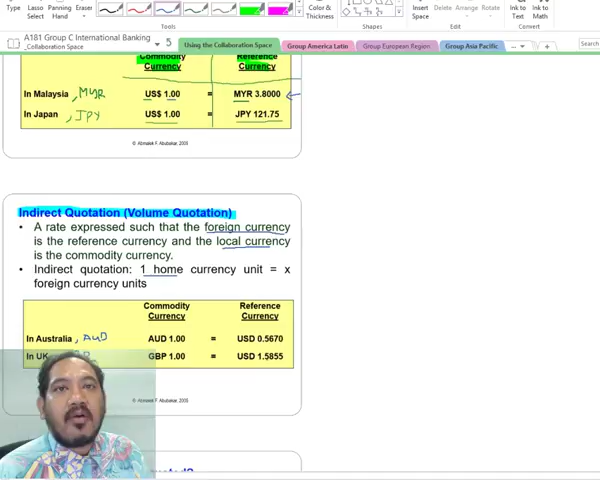 Type
Lasso Select
Panning Hand
Eraser
Tools
Color & Thickness
Shapes
Insert Space
Delete
Arrange
Rotate
Edit
Ink to Text
Ink to Math
Convert
A181 Group C International Banking
_Collaboration Space
5
Using the Collaboration Space
Group America Latio
Group European Region
Group Asia Pacific
...
+
Search
Commodity Currency
Reference Currency
In Malaysia , MYR US$ 1.00 = MYR 3.8000
In Japan , JPY US$ 1.00 = JPY 121.75
Indirect Quotation (Volume Quotation)
• A rate expressed such that the foreign currency
is the reference currency and the local currency
is the commodity currency.
• Indirect quotation: 1 home currency unit = x
foreign currency units
Commodity Currency
Reference Currency
In Australia , AUD AUD 1.00 = USD 0.5670
In UK GBP 1.00 = USD 1.5855